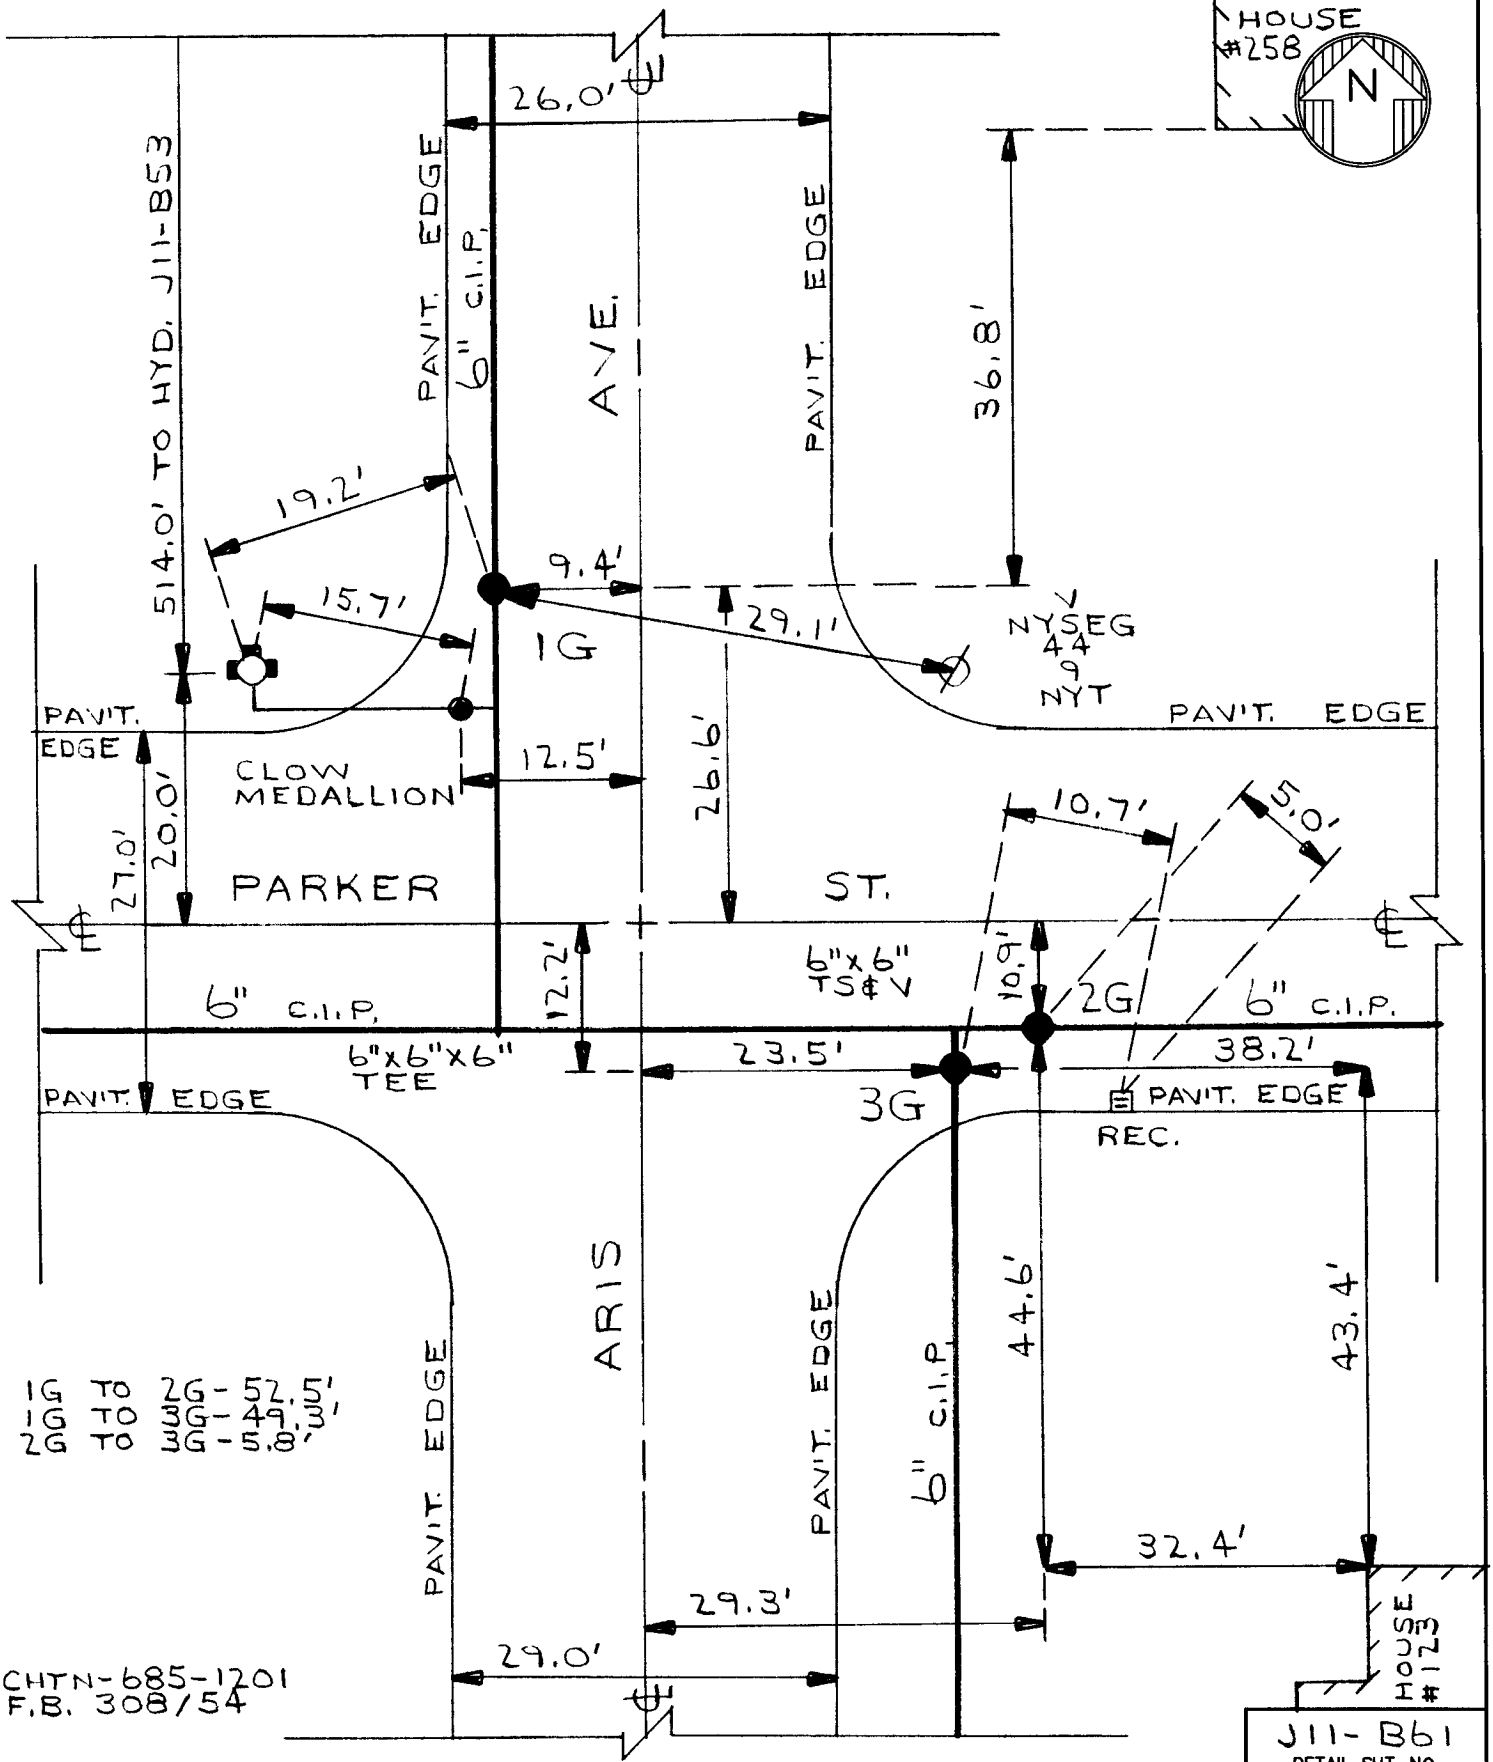 HOUSE
#258
N
26.0'
℄
514.0' TO HYD. J11-B53
PAV'T. EDGE
6" C.I.P.
AVE.
PAV'T. EDGE
36.8'
19.2'
15.7'
9.4'
1G
29.1'
V
NYSEG
44
9
NYT
PAV'T.
EDGE
PAV'T. EDGE
CLOW
MEDALLION
12.5'
26.6'
10.7'
5.0'
27.0'
20.0'
PARKER ST.
℄
℄
6" C.I.P.
12.2'
6"x6"
TS&V
10.9'
2G
6" C.I.P.
6"x6"x6"
TEE
23.5'
38.2'
PAV'T. EDGE
3G
PAV'T. EDGE
REC.
ARIS
PAV'T. EDGE
PAV'T. EDGE
6" C.I.P.
44.6'
43.4'
1G TO 2G-52.5'
1G TO 3G-49.3'
2G TO 3G-5.8'
32.4'
29.3'
29.0'
℄
HOUSE
#123
CHTN-685-1201
F.B. 308/54
J11-B61